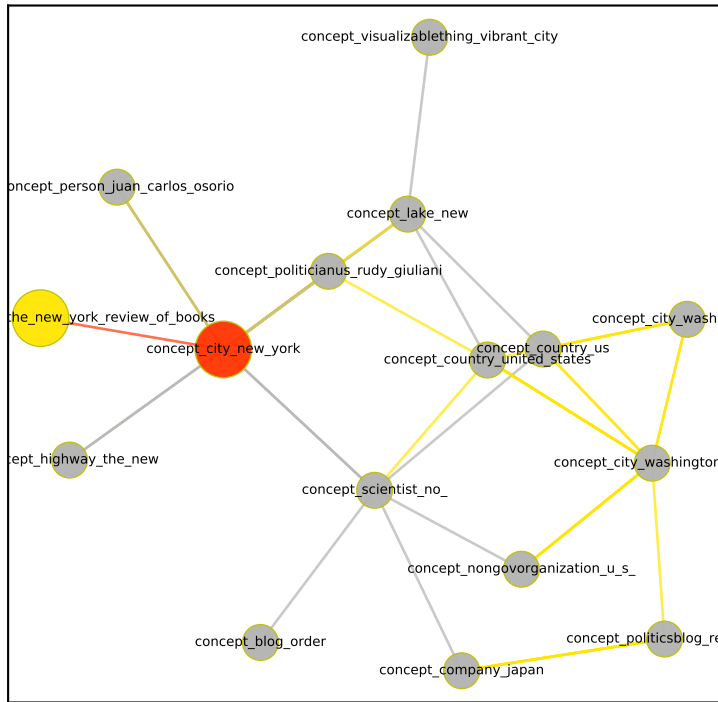 concept_visualizablething_vibrant_city
oncept_person_juan_carlos_osorio
concept_lake_new
concept_politicianus_rudy_giuliani
the_new_york_review_of_books
concept_city_wash
concept_city_new_york
concept_country_us
concept_country_united_states
cept_highway_the_new
concept_city_washington
concept_scientist_no_
concept_nongovorganization_u_s_
concept_blog_order
concept_politicsblog_re
concept_company_japan